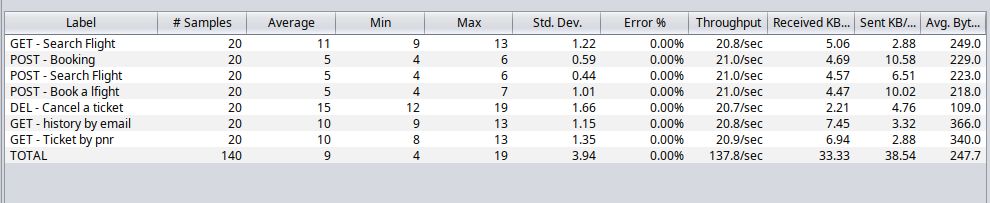 Label # Samples Average Min Max Std. Dev. Error % Throughput Received KB... Sent KB/... Avg. Byt...
GET - Search Flight 20 11 9 13 1.22 0.00% 20.8/sec 5.06 2.88 249.0
POST - Booking 20 5 4 6 0.59 0.00% 21.0/sec 4.69 10.58 229.0
POST - Search Flight 20 5 4 6 0.44 0.00% 21.0/sec 4.57 6.51 223.0
POST - Book a lfight 20 5 4 7 1.01 0.00% 21.0/sec 4.47 10.02 218.0
DEL - Cancel a ticket 20 15 12 19 1.66 0.00% 20.7/sec 2.21 4.76 109.0
GET - history by email 20 10 9 13 1.15 0.00% 20.8/sec 7.45 3.32 366.0
GET - Ticket by pnr 20 10 8 13 1.35 0.00% 20.9/sec 6.94 2.88 340.0
TOTAL 140 9 4 19 3.94 0.00% 137.8/sec 33.33 38.54 247.7